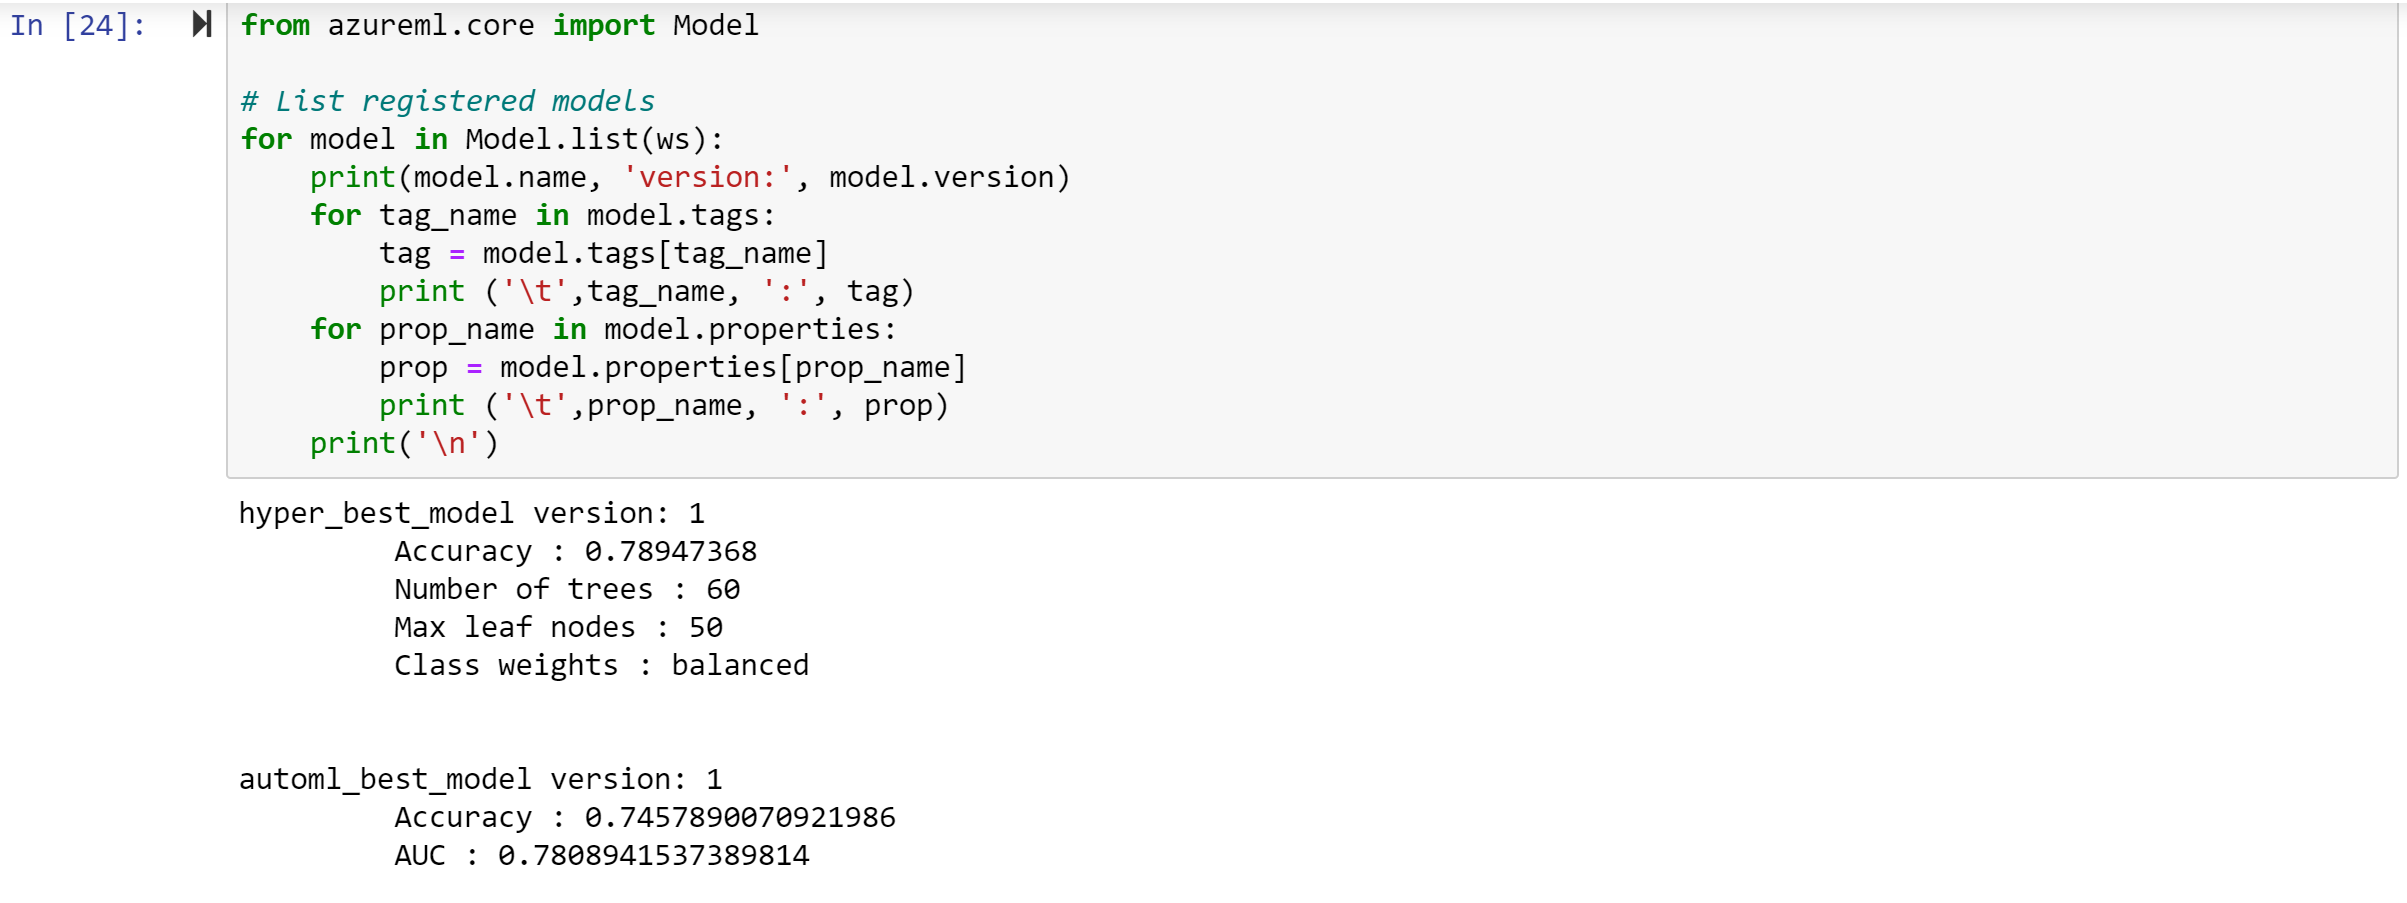 In [24]:
from azureml.core import Model
# List registered models
for model in Model.list(ws):
    print(model.name, 'version:', model.version)
    for tag_name in model.tags:
        tag = model.tags[tag_name]
        print ('\t',tag_name, ':', tag)
    for prop_name in model.properties:
        prop = model.properties[prop_name]
        print ('\t',prop_name, ':', prop)
    print('\n')
hyper_best_model version: 1
         Accuracy : 0.78947368
         Number of trees : 60
         Max leaf nodes : 50
         Class weights : balanced
automl_best_model version: 1
         Accuracy : 0.7457890070921986
         AUC : 0.7808941537389814